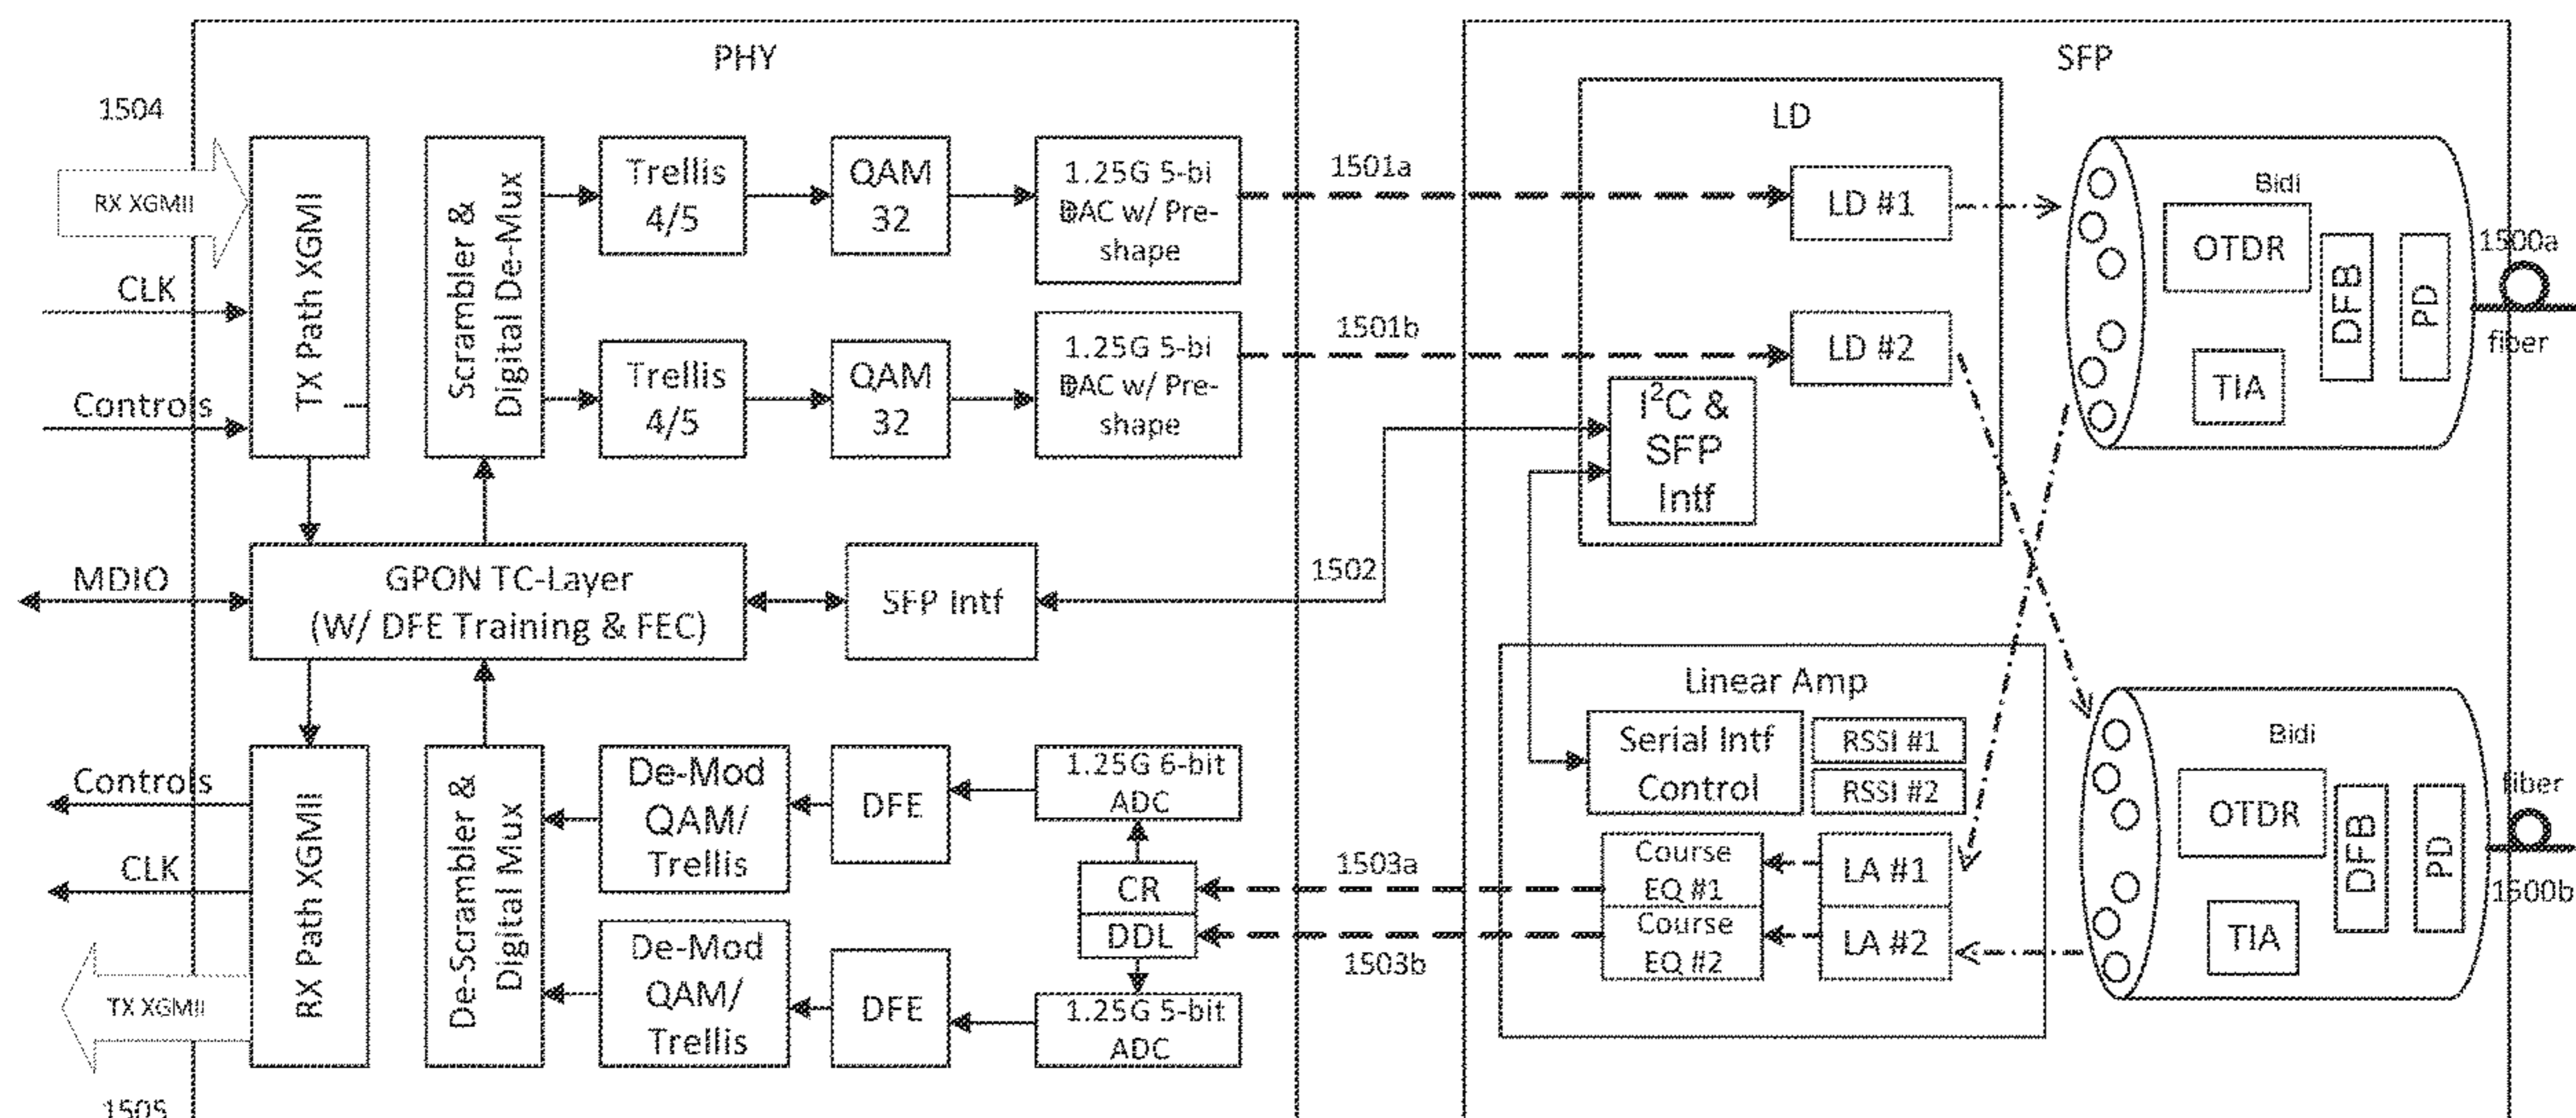 PHY
SFP
1504
RX XGMII
CLK
Controls
TX Path XGMI
Scrambler &
Digital De-Mux
Trellis
4/5
QAM
32
1.25G 5-bi
DAC w/ Pre-
shape
1501a
Trellis
4/5
QAM
32
1.25G 5-bi
DAC w/ Pre-
shape
1501b
LD
LD #1
LD #2
I²C &
SFP
Intf
Bidi
OTDR
DFB
PD
TIA
1500a
fiber
MDIO
GPON TC-Layer
(W/ DFE Training & FEC)
SFP Intf
1502
Controls
CLK
TX XGMII
1505
RX Path XGMII
De-Scrambler &
Digital Mux
De-Mod
QAM/
Trellis
DFE
1.25G 6-bit
ADC
CR
DDL
De-Mod
QAM/
Trellis
DFE
1.25G 5-bit
ADC
1503a
1503b
Linear Amp
Serial Intf
Control
RSSI #1
RSSI #2
Course
EQ #1
LA #1
Course
EQ #2
LA #2
Bidi
OTDR
DFB
PD
TIA
fiber
1500b